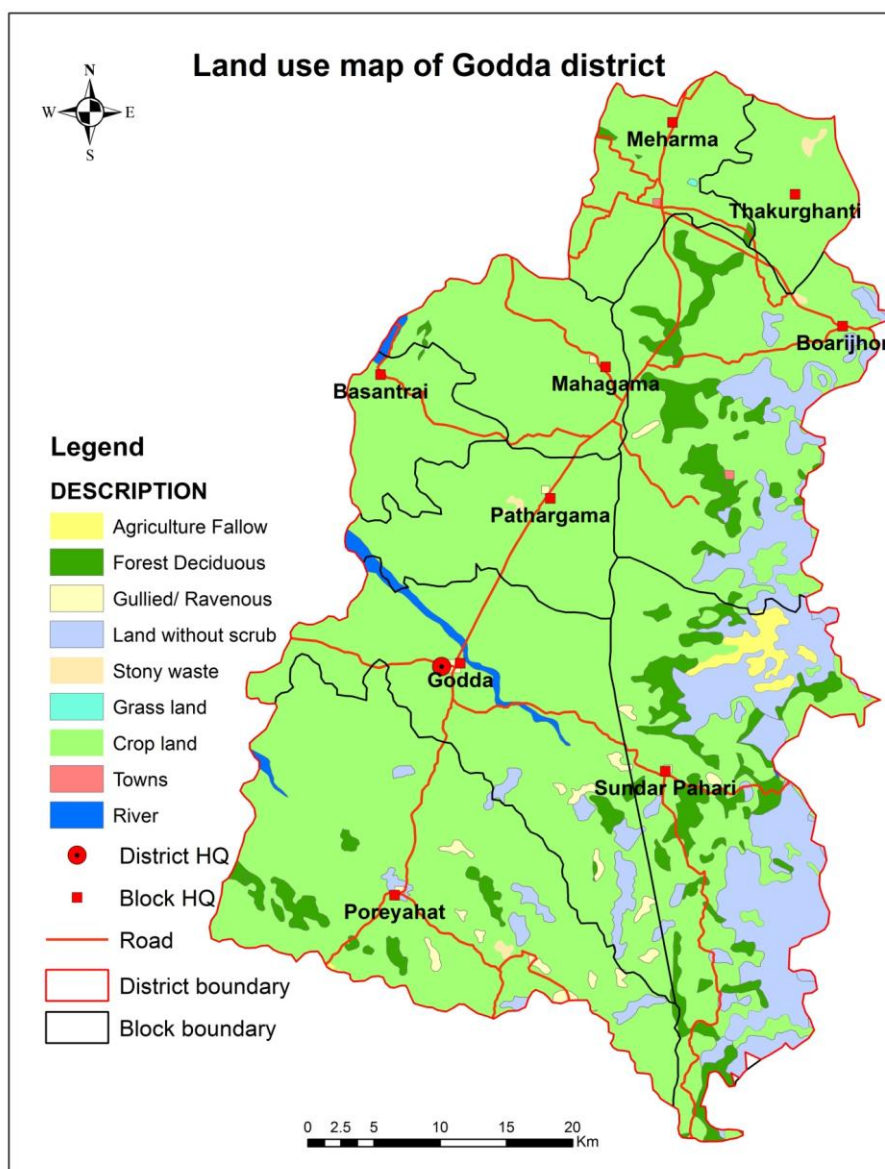 Land use map of Godda district
N
W E
S
Meharma
Thakurghanti
Boarijhor
Basantrai
Mahagama
Pathargama
Godda
Sundar Pahari
Poreyahat
Legend
DESCRIPTION
Agriculture Fallow
Forest Deciduous
Gullied/ Ravenous
Land without scrub
Stony waste
Grass land
Crop land
Towns
River
District HQ
Block HQ
Road
District boundary
Block boundary
0 2.5 5 10 15 20
Km